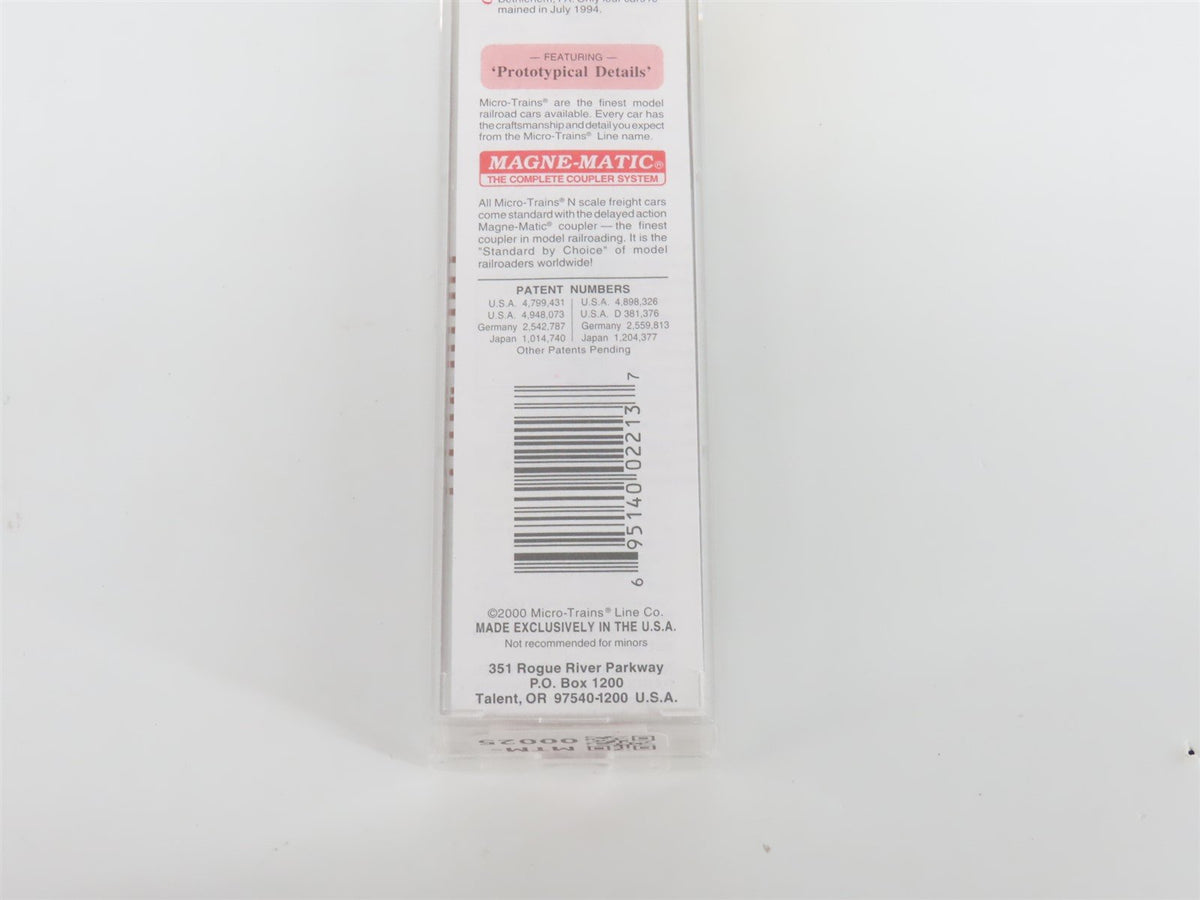 mained in July 1994.
— FEATURING —
‘Prototypical Details’
Micro-Trains® are the finest model
railroad cars available. Every car has
the craftsmanship and detail you expect
from the Micro-Trains® Line name.
MAGNE-MATIC®
THE COMPLETE COUPLER SYSTEM
All Micro-Trains® N scale freight cars
come standard with the delayed action
Magne-Matic® coupler — the finest
coupler in model railroading. It is the
"Standard by Choice" of model
railroaders worldwide!
PATENT NUMBERS
U.S.A. 4,799,431 | U.S.A. 4,898,326
U.S.A. 4,948,073 | U.S.A. D 381,376
Germany 2,542,787 | Germany 2,559,813
Japan 1,014,740 | Japan 1,204,377
Other Patents Pending
6 95140 02213 7
©2000 Micro-Trains® Line Co.
MADE EXCLUSIVELY IN THE U.S.A.
Not recommended for minors
351 Rogue River Parkway
P.O. Box 1200
Talent, OR 97540-1200 U.S.A.
MTM-
00025